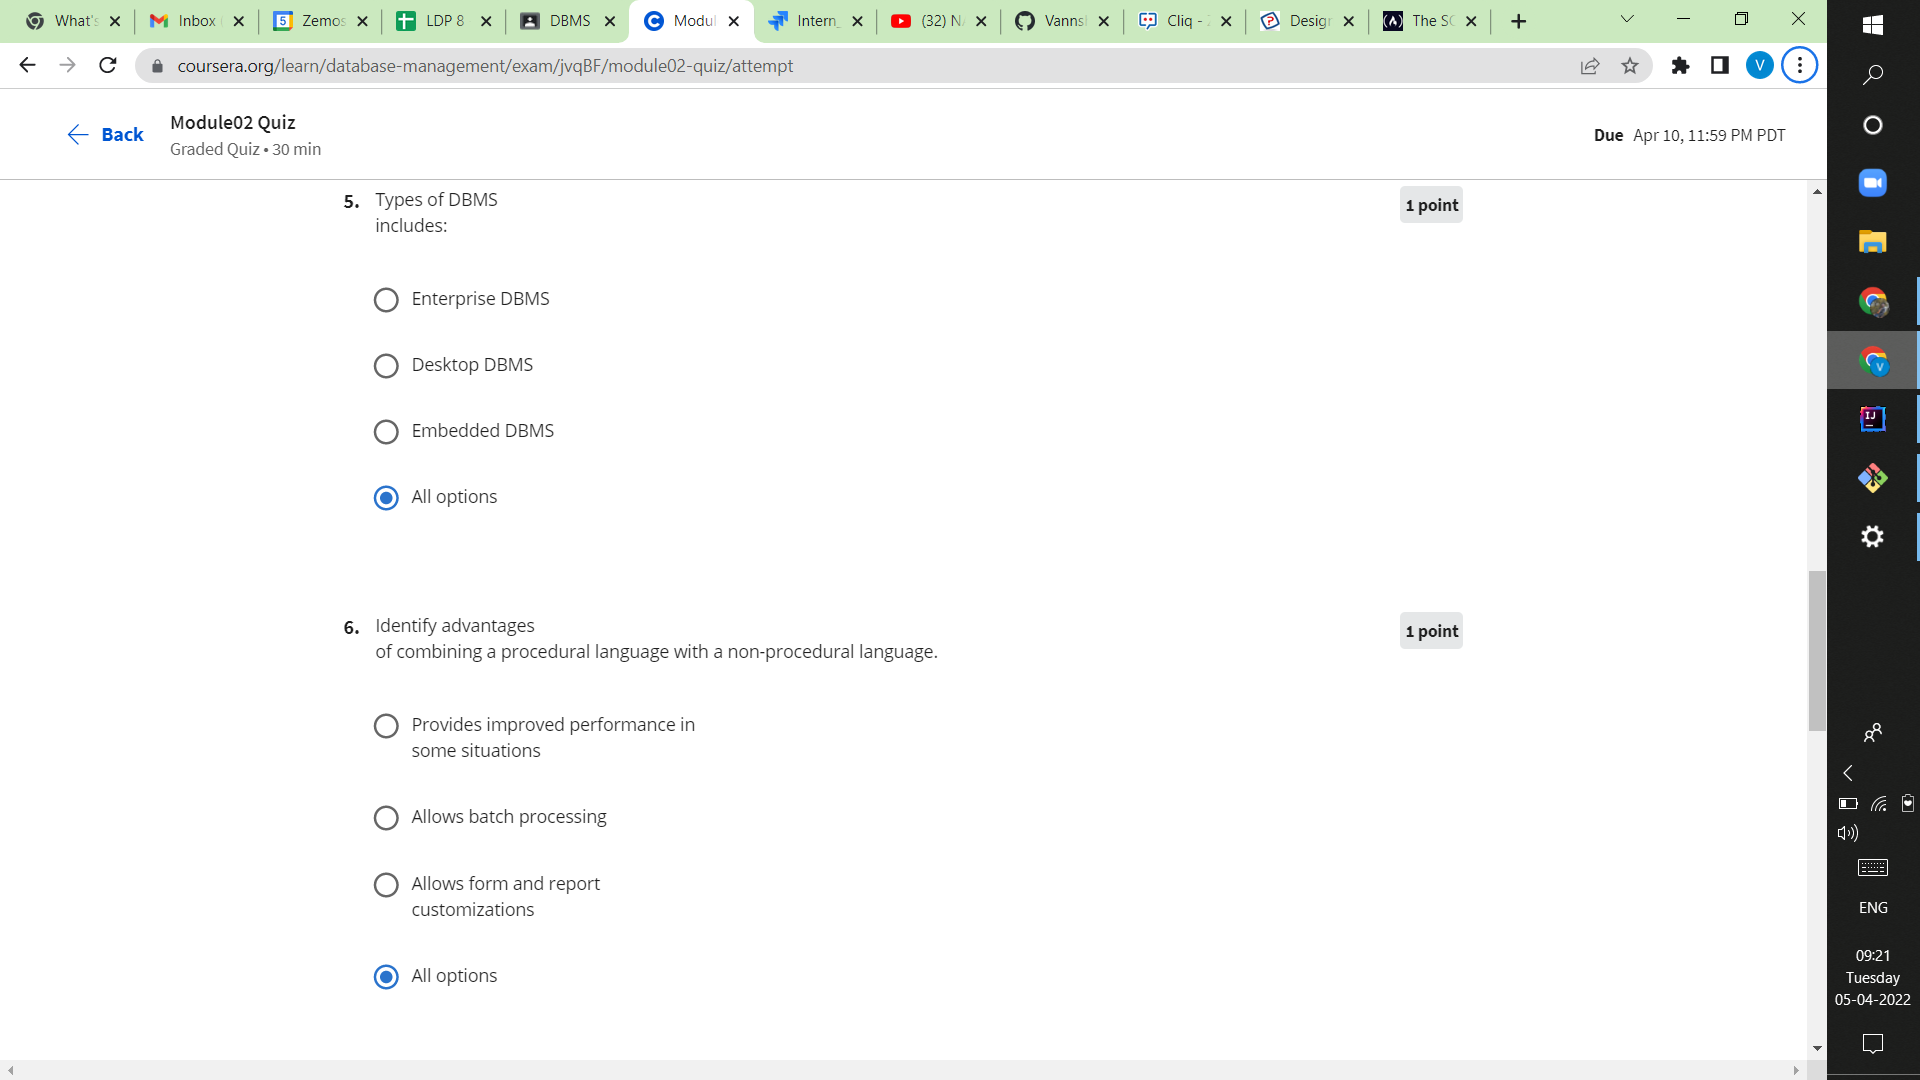 What's
Inbox
5 Zemos
LDP 8
DBMS
Modul
Intern_
(32) N
Vanns
Cliq -
Design
The SQ
coursera.org/learn/database-management/exam/jvqBF/module02-quiz/attempt
V
Back
Module02 Quiz
Graded Quiz • 30 min
Due Apr 10, 11:59 PM PDT
5. Types of DBMS
includes:
1 point
Enterprise DBMS
Desktop DBMS
Embedded DBMS
All options
6. Identify advantages
of combining a procedural language with a non-procedural language.
1 point
Provides improved performance in
some situations
Allows batch processing
Allows form and report
customizations
All options
V
IJ
ENG
09:21
Tuesday
05-04-2022